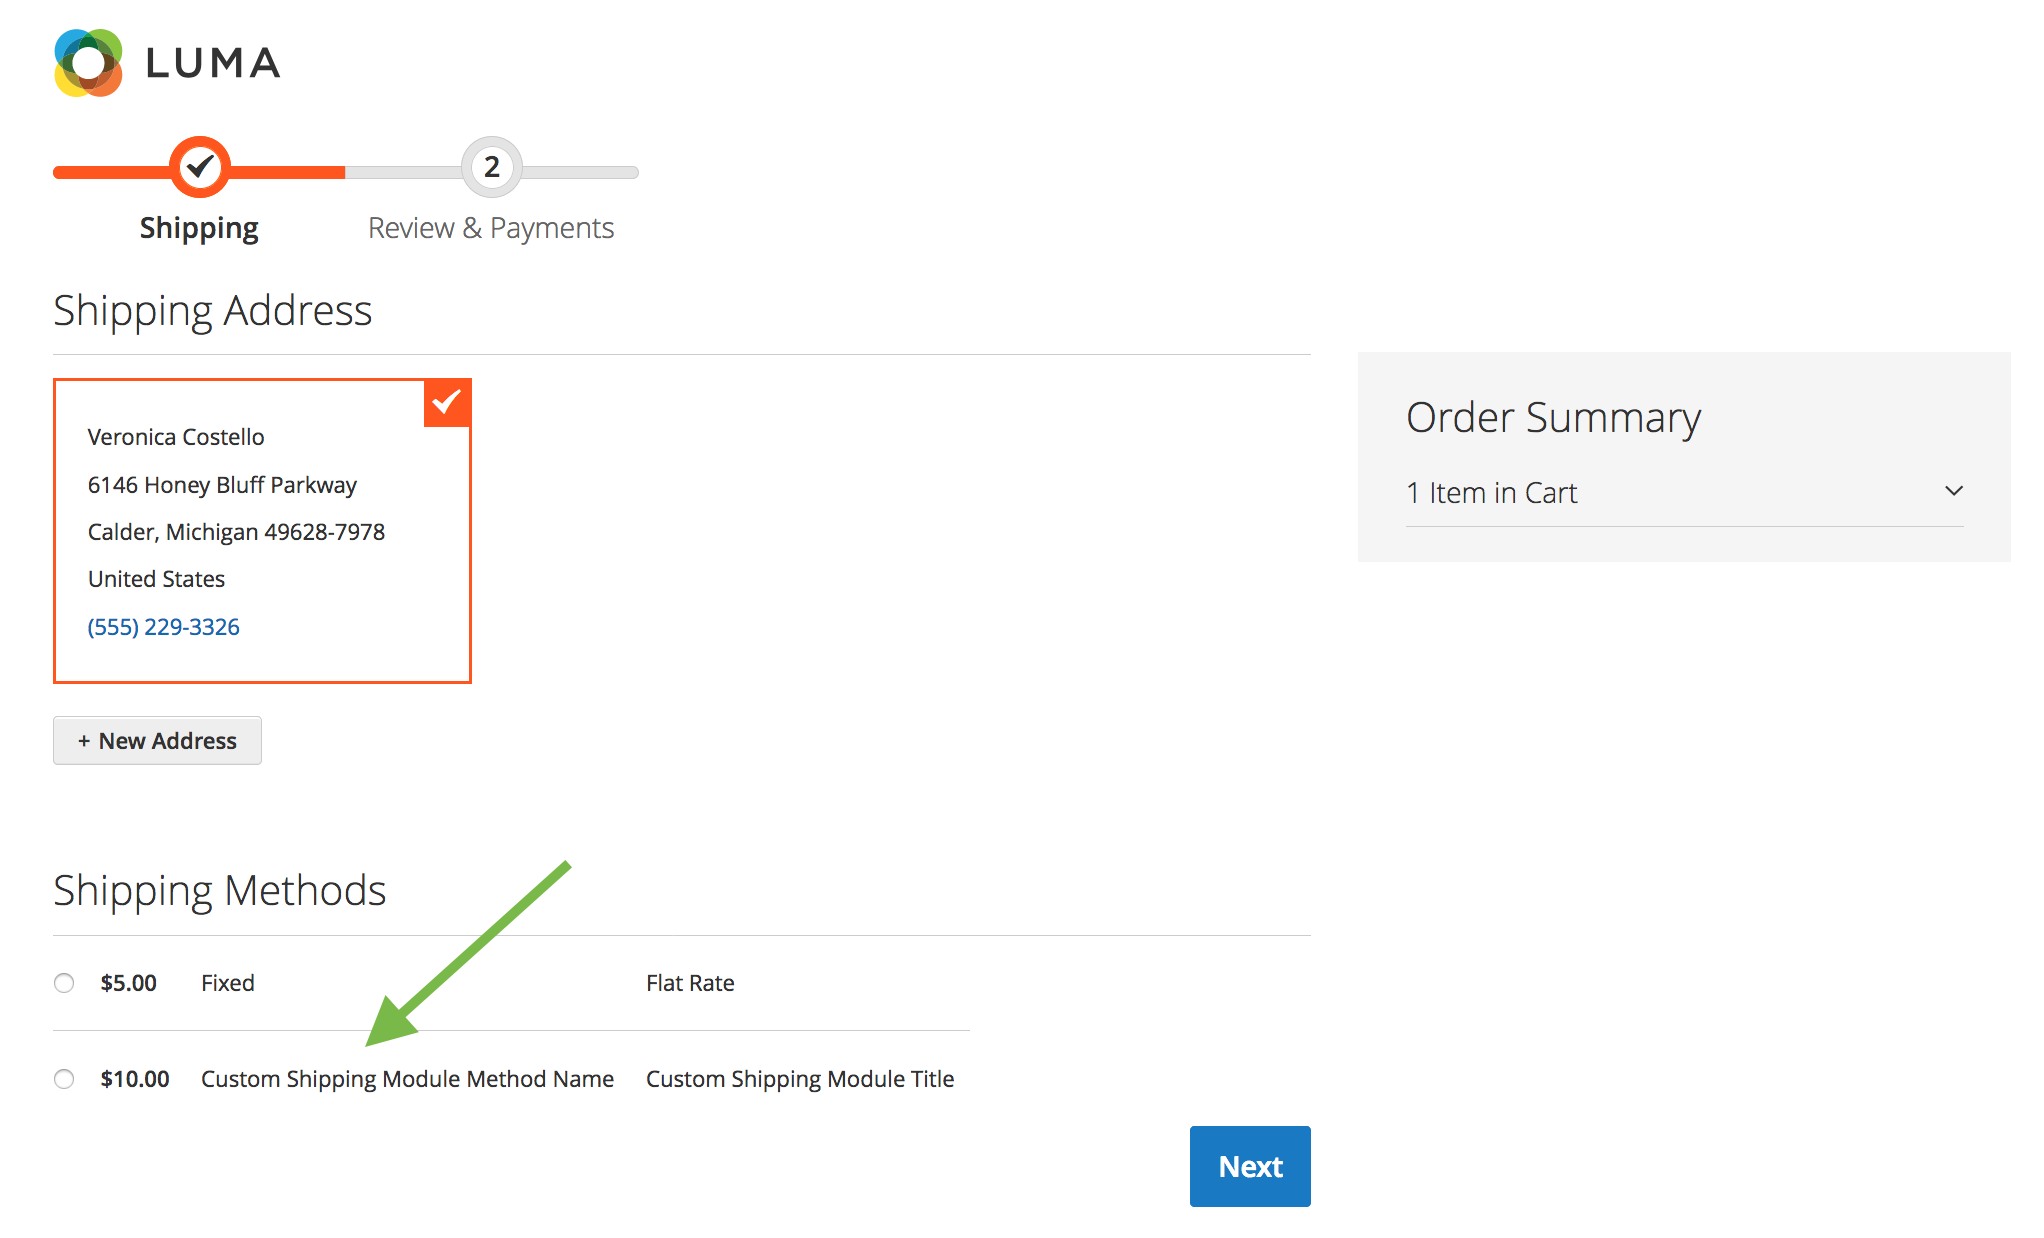 LUMA
2
Shipping
Review & Payments
Shipping Address
Veronica Costello
6146 Honey Bluff Parkway
Calder, Michigan 49628-7978
United States
(555) 229-3326
+ New Address
Order Summary
1 Item in Cart
Shipping Methods
$5.00 Fixed Flat Rate
$10.00 Custom Shipping Module Method Name Custom Shipping Module Title
Next